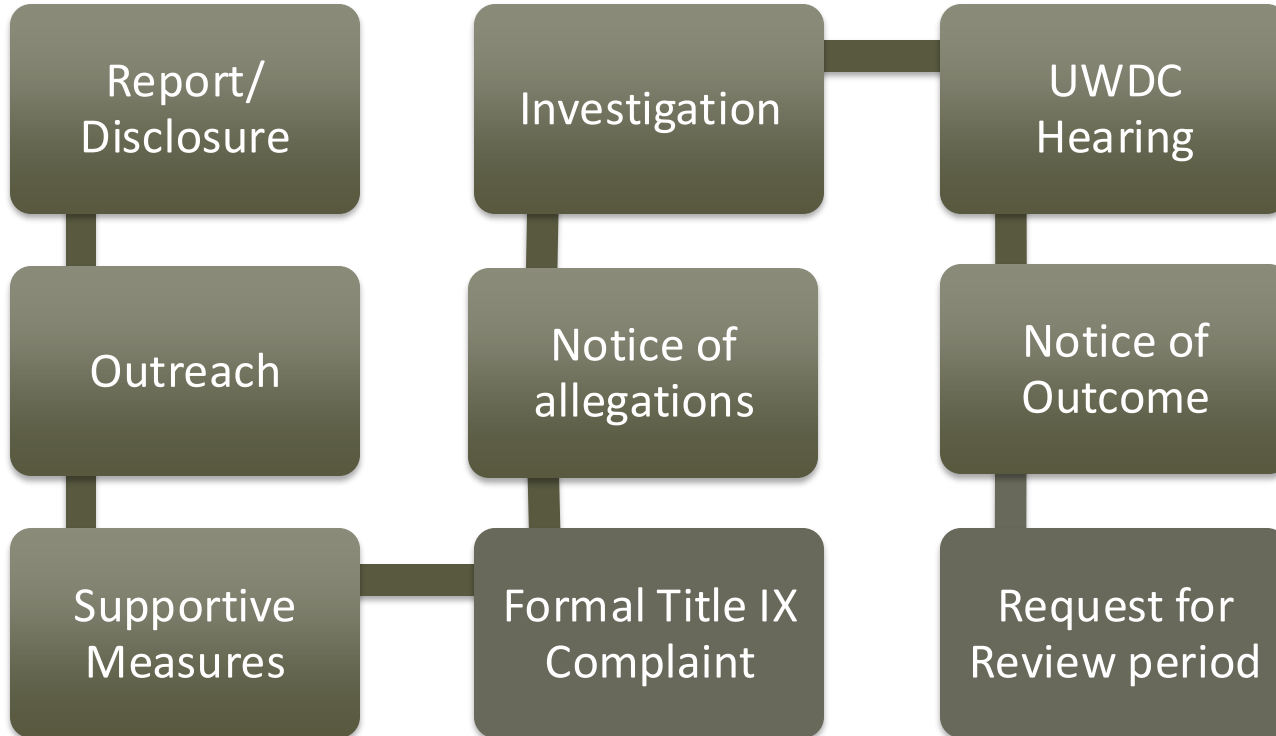 Report/
Disclosure
Outreach
Supportive
Measures
Formal Title IX
Complaint
Notice of
allegations
Investigation
UWDC
Hearing
Notice of
Outcome
Request for
Review period